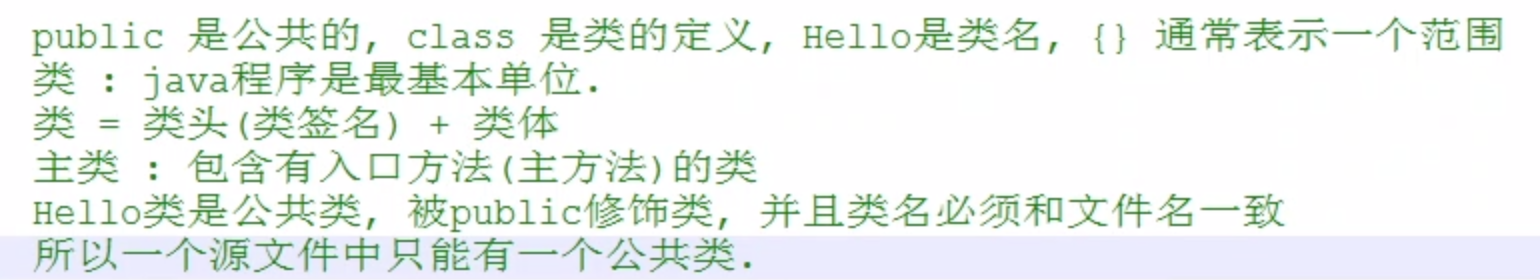 public 是公共的, class 是类的定义, Hello是类名, {} 通常表示一个范围
类 : java程序是最基本单位.
类 = 类头(类签名) + 类体
主类 : 包含有入口方法(主方法)的类
Hello类是公共类, 被public修饰类, 并且类名必须和文件名一致
所以一个源文件中只能有一个公共类.